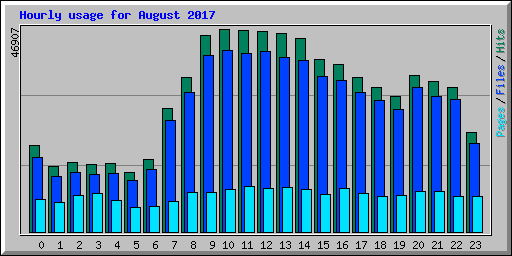 Hourly usage for August 2017
46907
Pages / Files / Hits
0 1 2 3 4 5 6 7 8 9 10 11 12 13 14 15 16 17 18 19 20 21 22 23